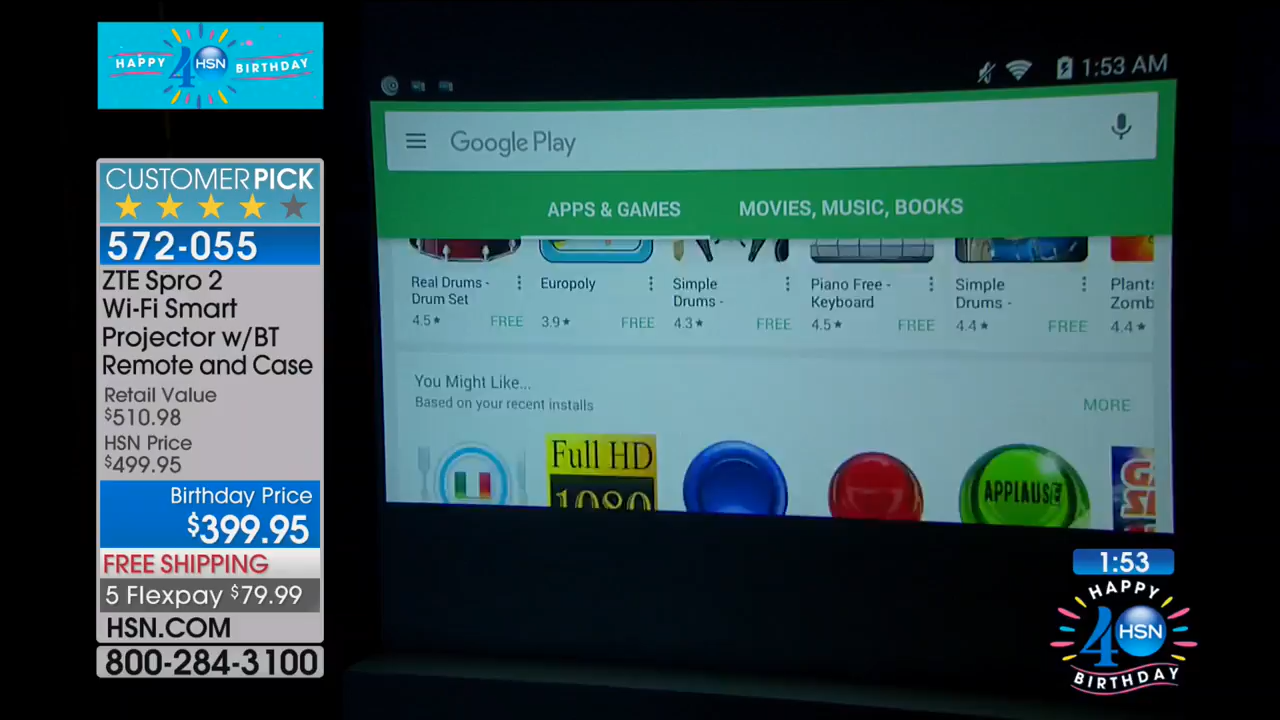 HAPPY 40 HSN BIRTHDAY
CUSTOMER PICK
572-055
ZTE Spro 2
Wi-Fi Smart
Projector w/BT
Remote and Case
Retail Value
$510.98
HSN Price
$499.95
Birthday Price
$399.95
FREE SHIPPING
5 Flexpay $79.99
HSN.COM
800-284-3100
1:53 AM
Google Play
APPS & GAMES MOVIES, MUSIC, BOOKS
Real Drums -
Drum Set
4.5★ FREE
Europoly
3.9★ FREE
Simple
Drums -
4.3★ FREE
Piano Free -
Keyboard
4.5★ FREE
Simple
Drums -
4.4★ FREE
Plants
Zomb
4.4★
You Might Like...
Based on your recent installs
MORE
Full HD
1080
APPLAUSE
1:53
HAPPY
40 HSN
BIRTHDAY